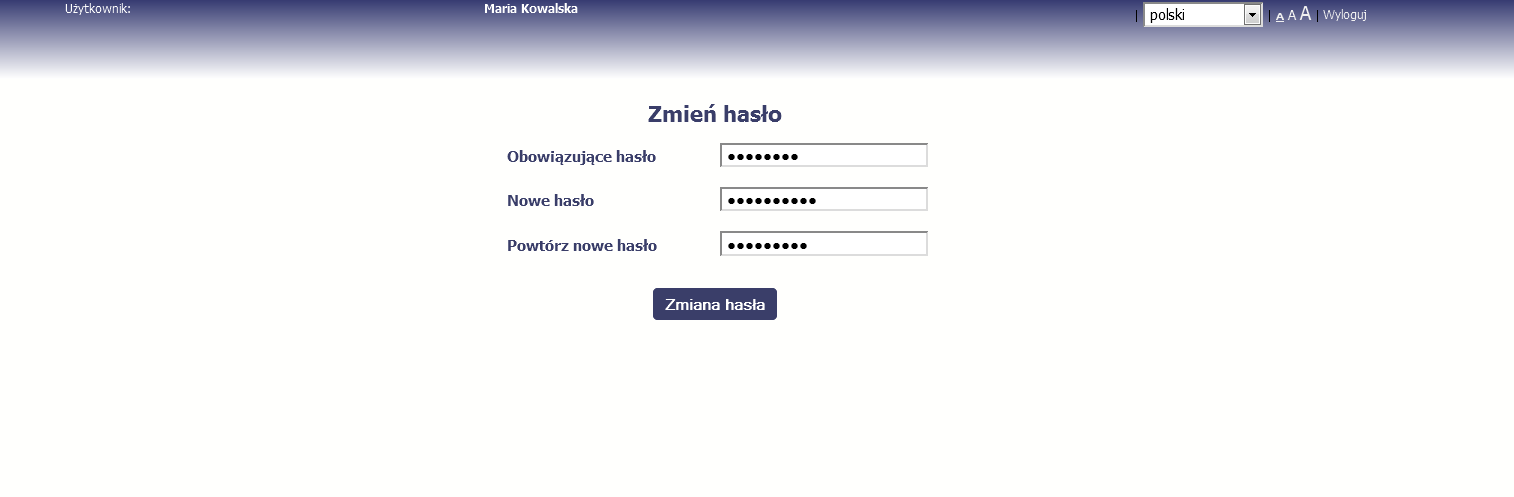 Użytkownik: Maria Kowalska | polski | A A A | Wyloguj
Zmień hasło
Obowiązujące hasło ●●●●●●●●
Nowe hasło ●●●●●●●●●●
Powtórz nowe hasło ●●●●●●●●●
Zmiana hasła